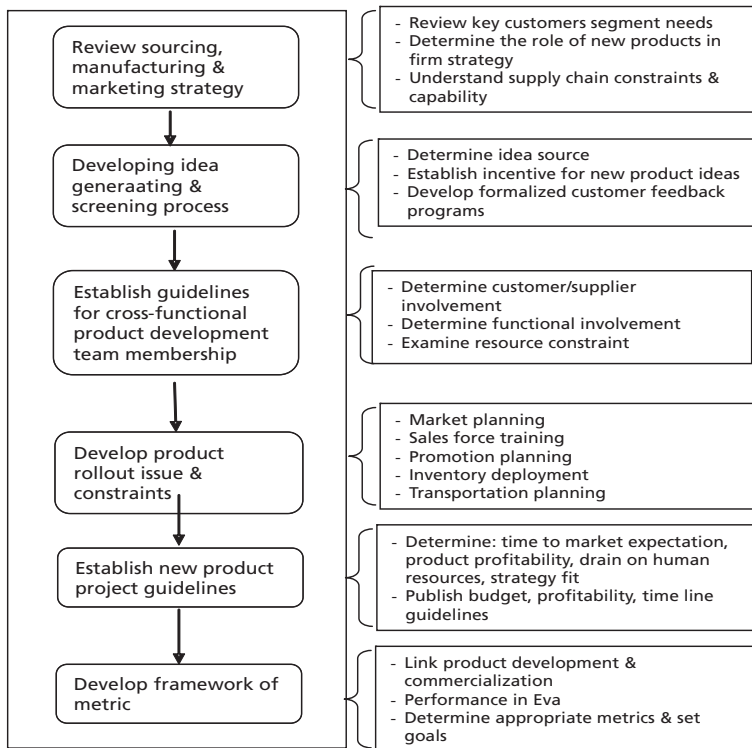 Review sourcing,
manufacturing &
marketing strategy
- Review key customers segment needs
- Determine the role of new products in
firm strategy
- Understand supply chain constraints &
capability
Developing idea
generaating &
screening process
- Determine idea source
- Establish incentive for new product ideas
- Develop formalized customer feedback
programs
Establish guidelines
for cross-functional
product development
team membership
- Determine customer/supplier
involvement
- Determine functional involvement
- Examine resource constraint
Develop product
rollout issue &
constraints
- Market planning
- Sales force training
- Promotion planning
- Inventory deployment
- Transportation planning
Establish new product
project guidelines
- Determine: time to market expectation,
product profitability, drain on human
resources, strategy fit
- Publish budget, profitability, time line
guidelines
Develop framework of
metric
- Link product development &
commercialization
- Performance in Eva
- Determine appropriate metrics & set
goals